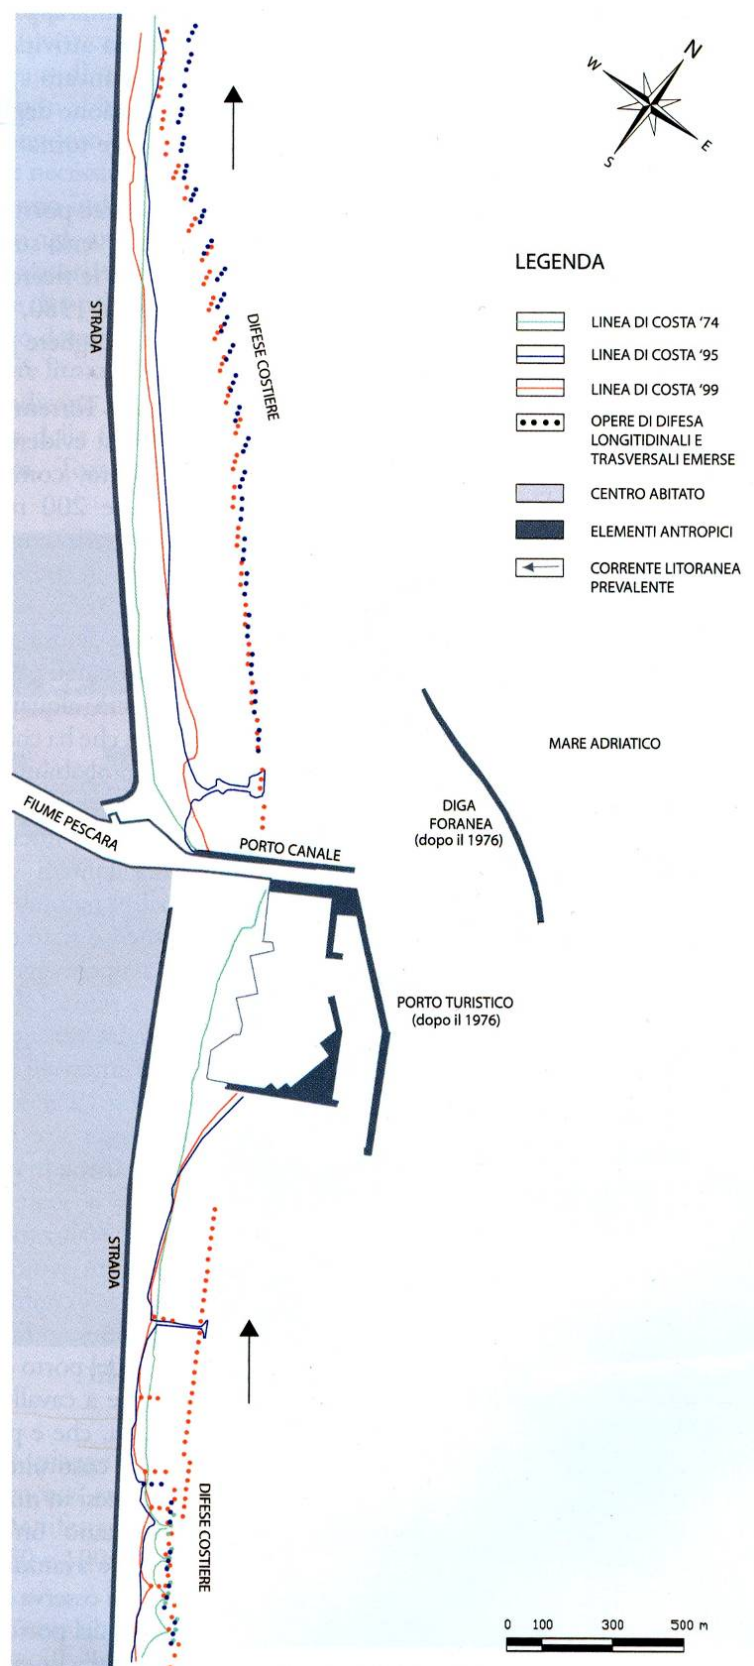 N
W
E
S
LEGENDA
LINEA DI COSTA '74
LINEA DI COSTA '95
LINEA DI COSTA '99
OPERE DI DIFESA
LONGITIDINALI E
TRASVERSALI EMERSE
CENTRO ABITATO
ELEMENTI ANTROPICI
CORRENTE LITORANEA
PREVALENTE
STRADA
DIFESE COSTIERE
MARE ADRIATICO
DIGA
FORANEA
(dopo il 1976)
FIUME PESCARA
PORTO CANALE
PORTO TURISTICO
(dopo il 1976)
STRADA
DIFESE COSTIERE
0 100 300 500 m